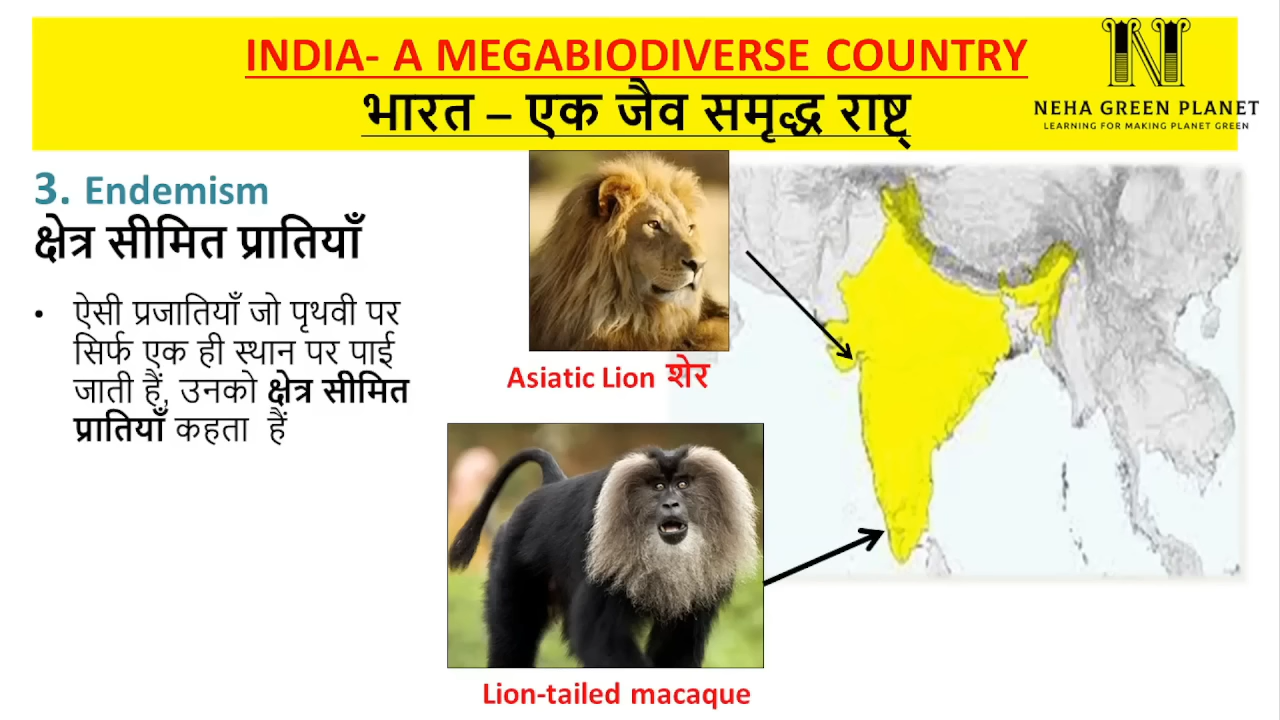 INDIA- A MEGABIODIVERSE COUNTRY
भारत – एक जैव समृद्ध राष्ट्र
NEHA GREEN PLANET
LEARNING FOR MAKING PLANET GREEN
3. Endemism
क्षेत्र सीमित प्रातियाँ
• ऐसी प्रजातियाँ जो पृथवी पर
सिर्फ एक ही स्थान पर पाई
जाती हैं, उनको क्षेत्र सीमित
प्रातियाँ कहता हैं
Asiatic Lion शेर
Lion-tailed macaque